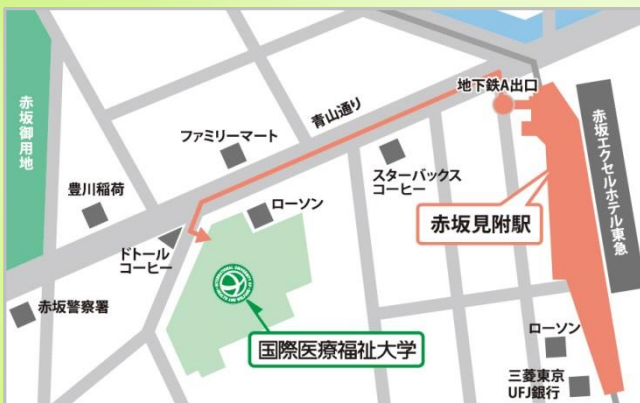 地下鉄A出口
赤坂御用地
青山通り
ファミリーマート
赤坂エクセルホテル東急
スターバックス
コーヒー
豊川稲荷
ローソン
赤坂見附駅
ドトール
コーヒー
赤坂警察署
国際医療福祉大学
ローソン
三菱東京
UFJ銀行